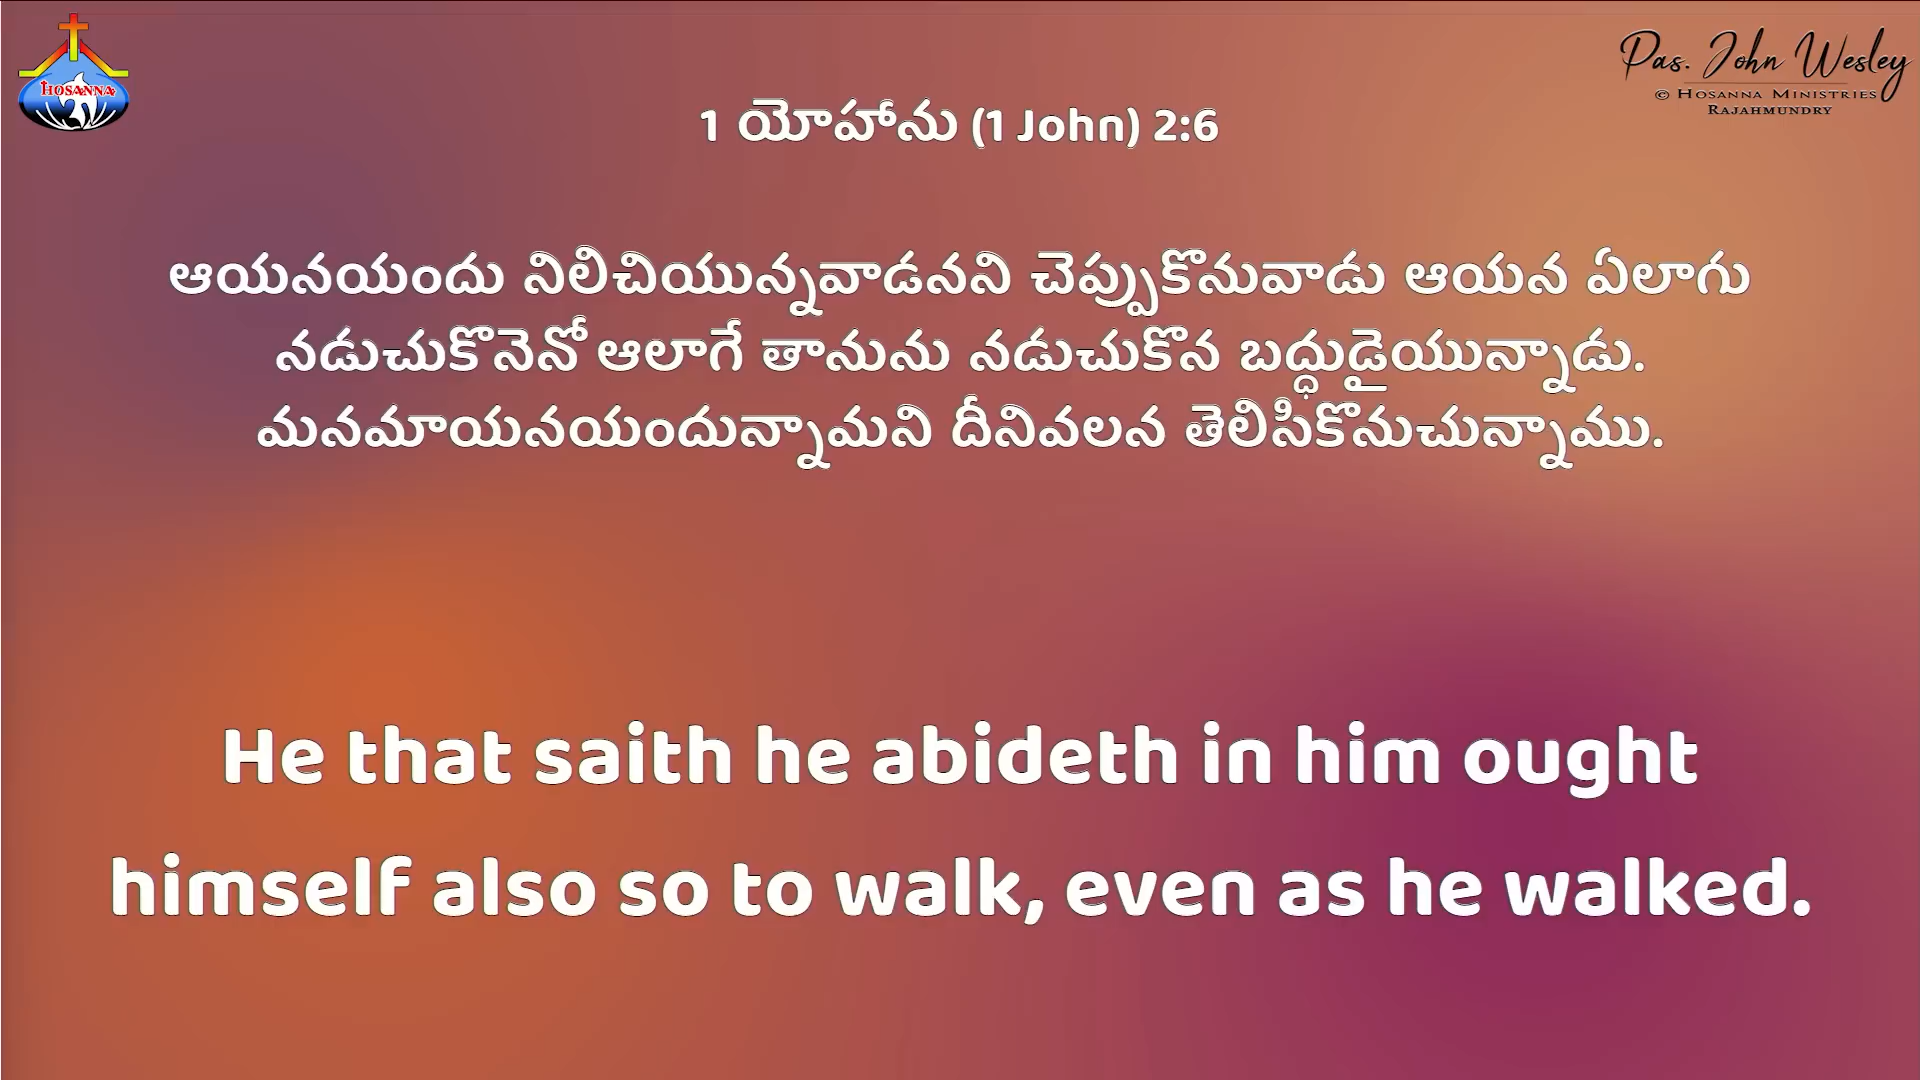 HOSANNA
Pas. John Wesley
© Hosanna Ministries
Rajahmundry
1 యోహాను (1 John) 2:6
ఆయనయందు నిలిచియున్నవాడనని చెప్పుకొనువాడు ఆయన ఏలాగు
నడుచుకొనెనో ఆలాగే తానును నడుచుకొన బద్ధుడైయున్నాడు.
మనమాయనయందున్నామని దీనివలన తెలిసికొనుచున్నాము.
He that saith he abideth in him ought
himself also so to walk, even as he walked.